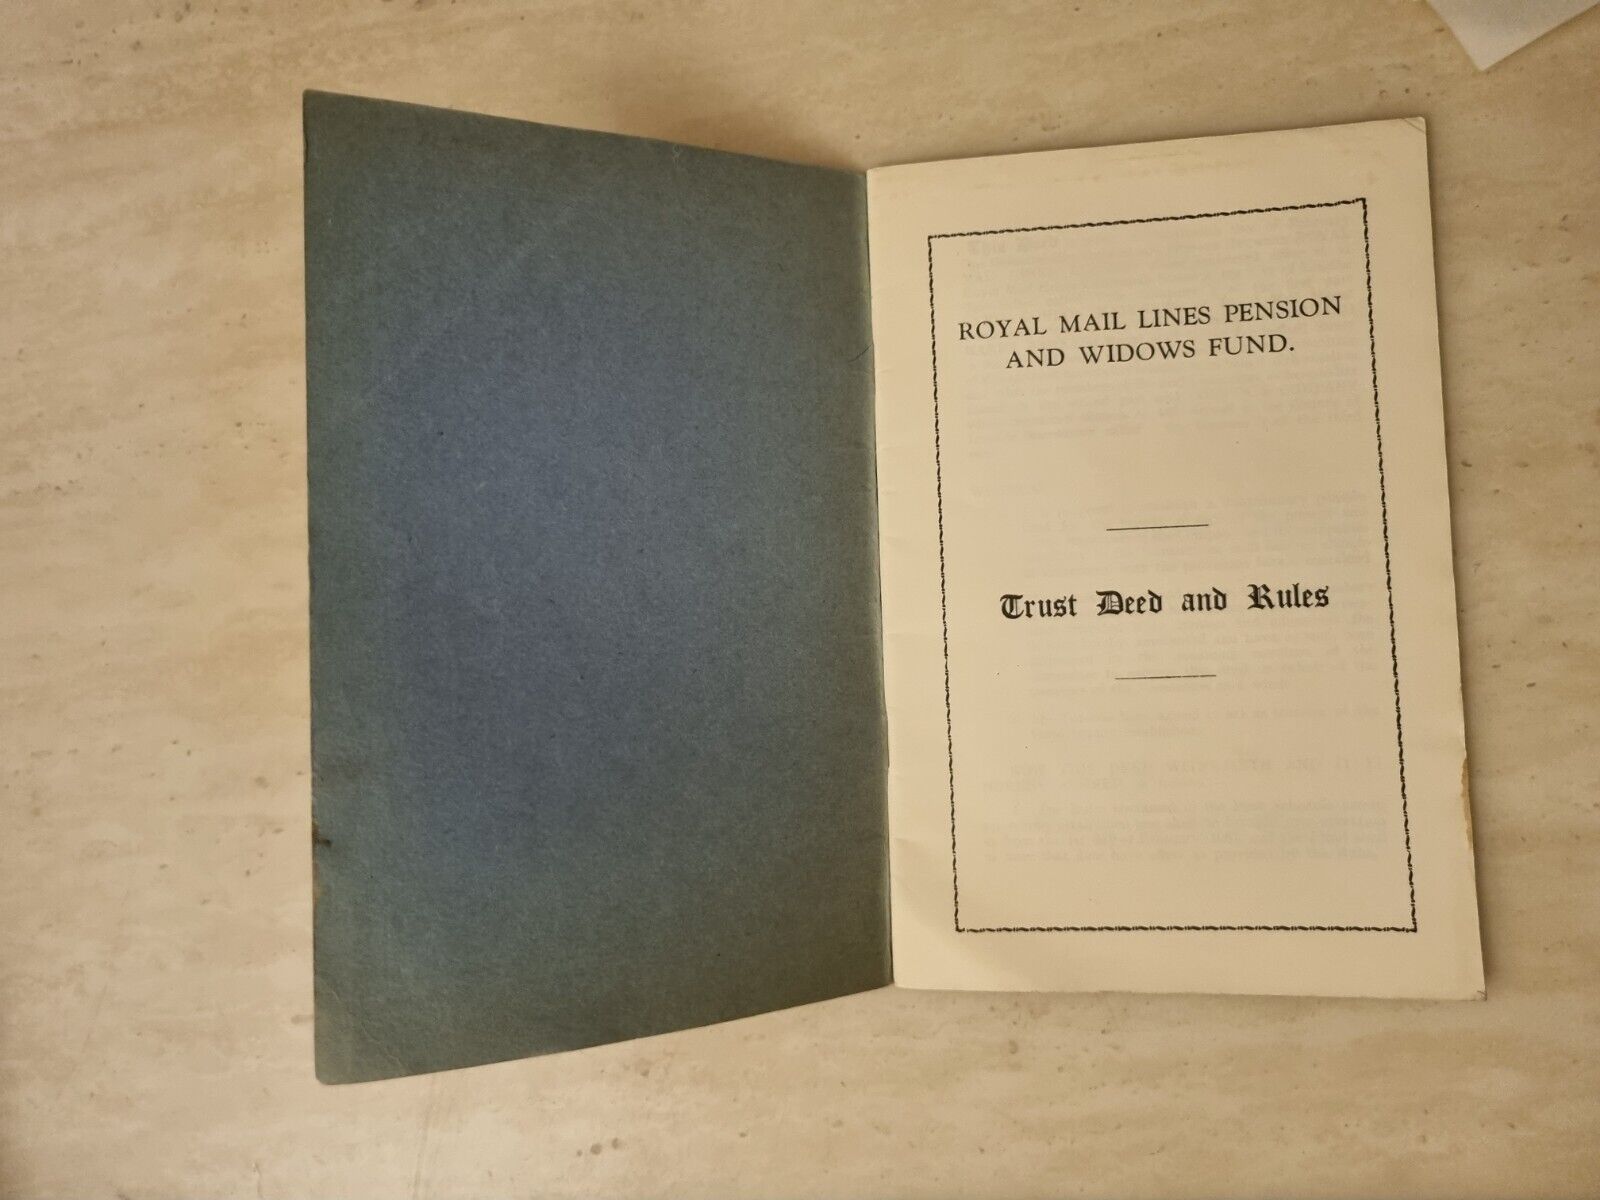 ROYAL MAIL LINES PENSION
AND WIDOWS FUND.
Trust Deed and Rules